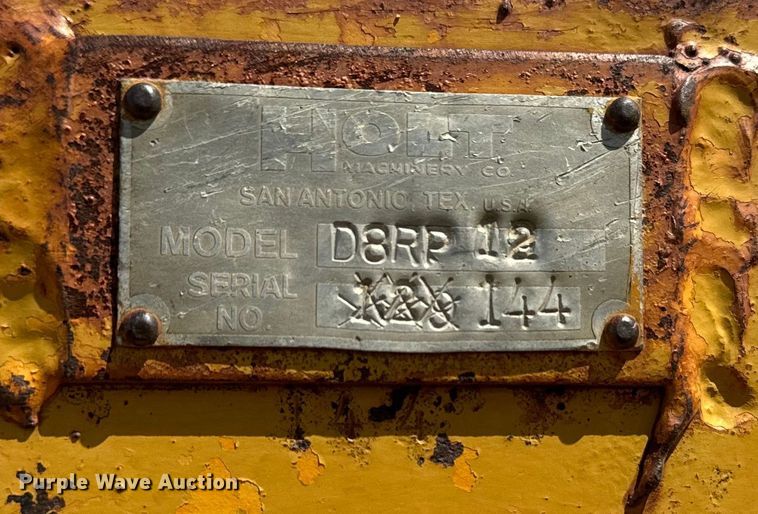 HOLT
MACHINERY CO.
SAN ANTONIO, TEX. U.S.A.
MODEL D8RP 12
SERIAL
NO. 144
Purple Wave Auction